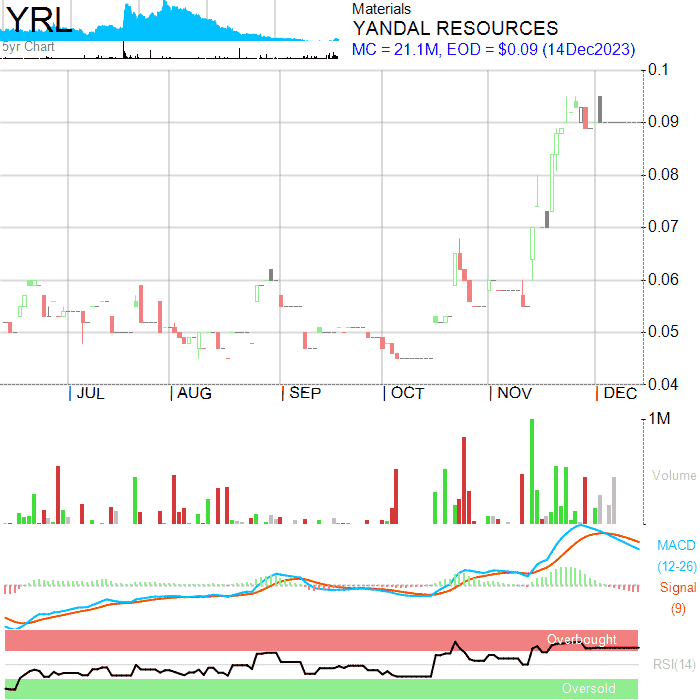 YRL
5yr Chart
Materials
YANDAL RESOURCES
MC = 21.1M, EOD = $0.09 (14Dec2023)
0.1
0.09
0.08
0.07
0.06
0.05
0.04
JUL AUG SEP OCT NOV DEC
1M
Volume
MACD
(12-26)
Signal
(9)
Overbought
RSI(14)
Oversold